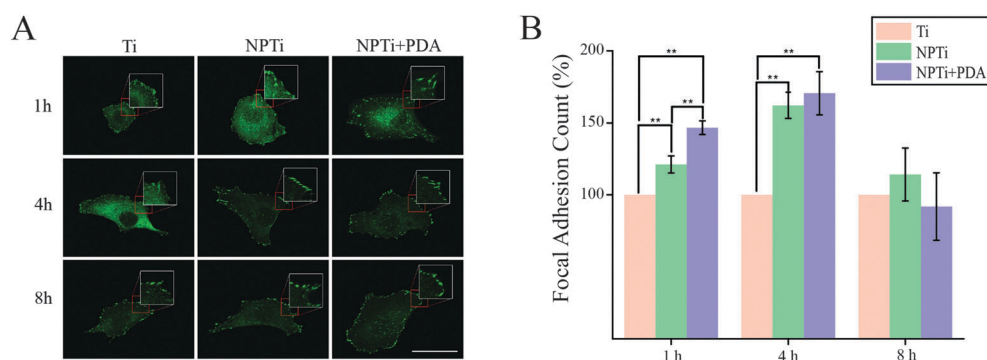 A
Ti NPTi NPTi+PDA
1h
4h
8h
B
Focal Adhesion Count (%)
200
150
100
** ** **
** **
Ti
NPTi
NPTi+PDA
1 h 4 h 8 h